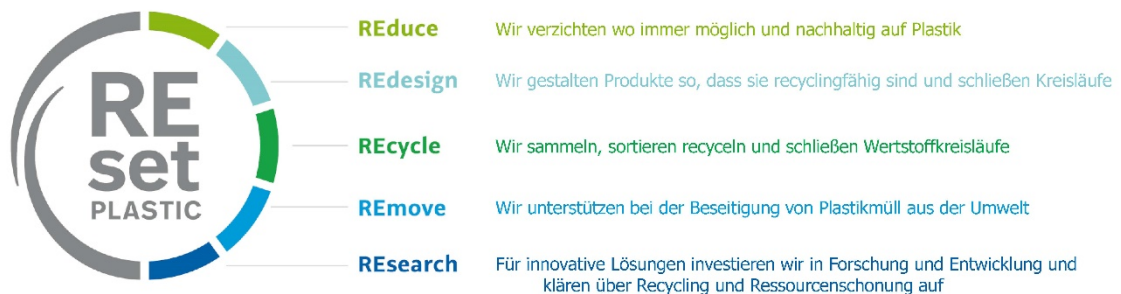 RE
set
PLASTIC
REduce Wir verzichten wo immer möglich und nachhaltig auf Plastik
REdesign Wir gestalten Produkte so, dass sie recyclingfähig sind und schließen Kreisläufe
REcycle Wir sammeln, sortieren recyceln und schließen Wertstoffkreisläufe
REmove Wir unterstützen bei der Beseitigung von Plastikmüll aus der Umwelt
REsearch Für innovative Lösungen investieren wir in Forschung und Entwicklung und
klären über Recycling und Ressourcenschonung auf